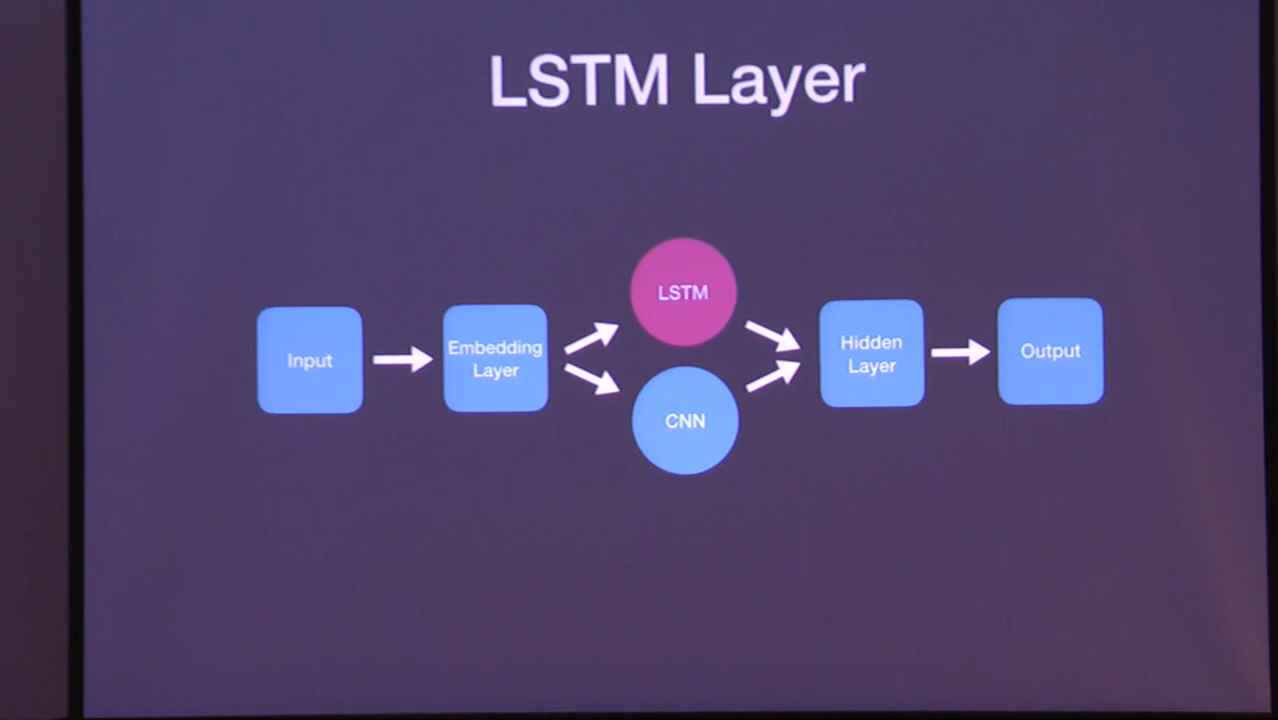 LSTM Layer
Input
Embedding
Layer
LSTM
CNN
Hidden
Layer
Output